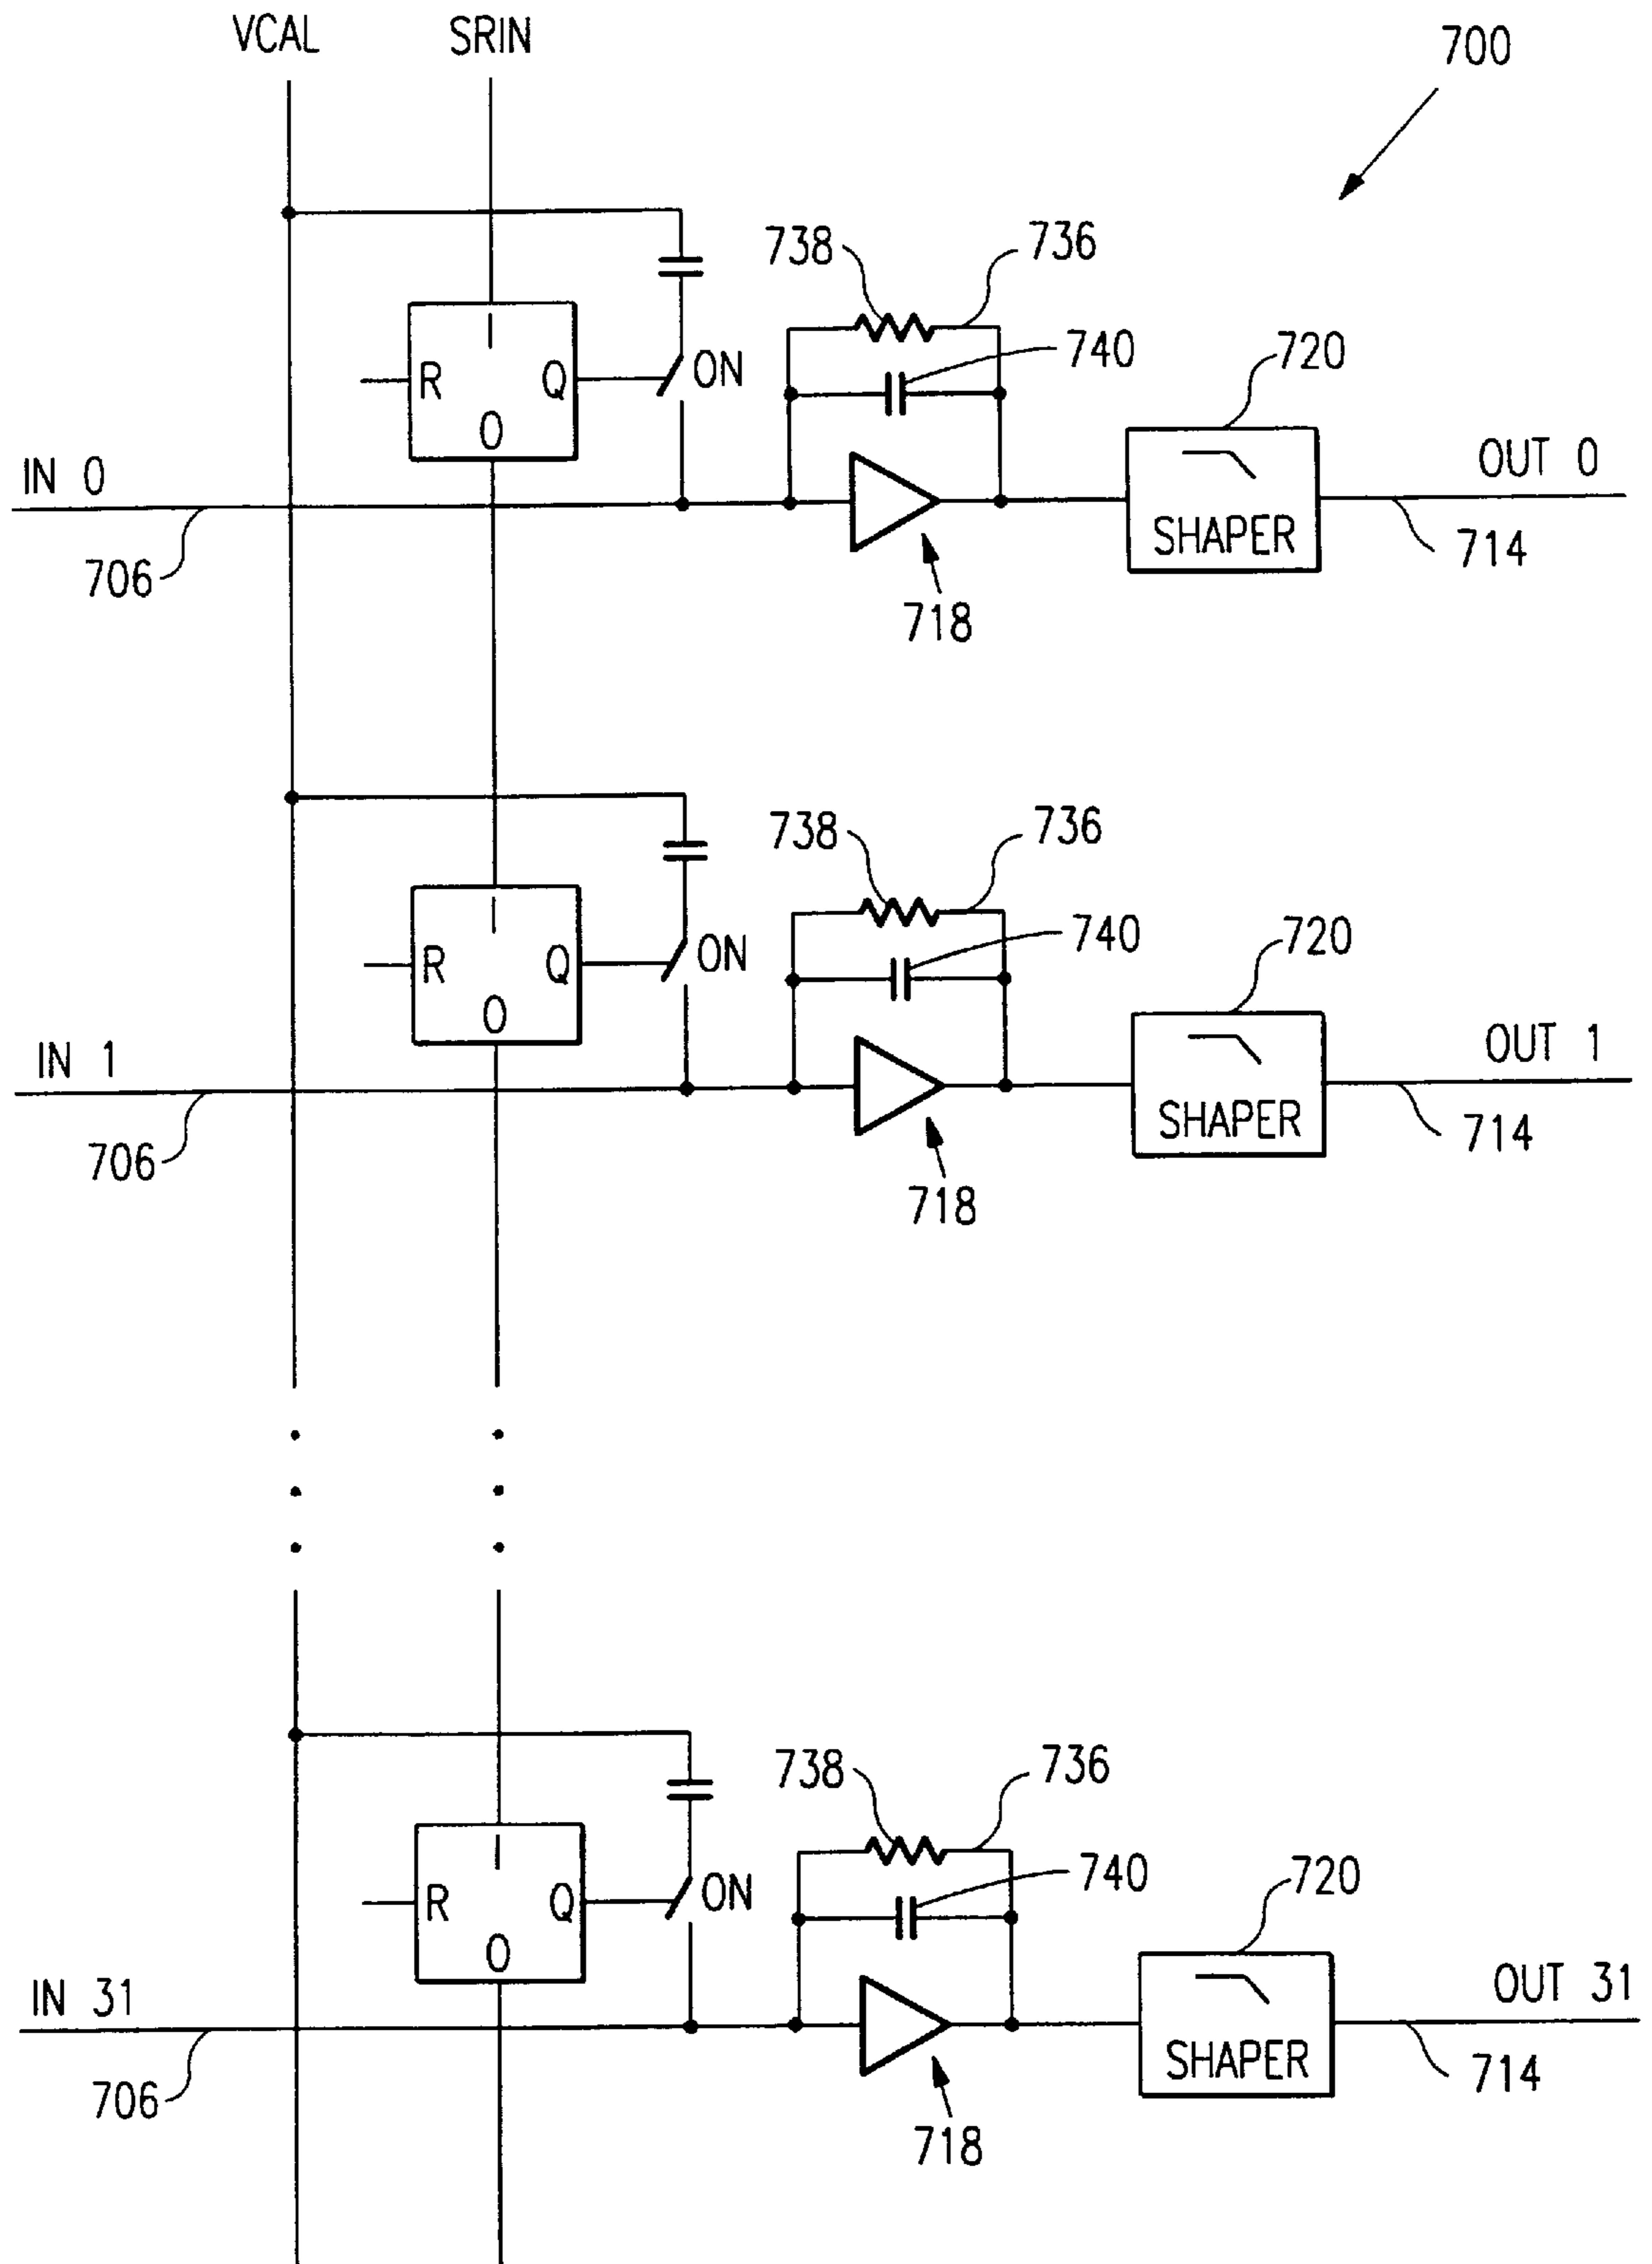 VCAL SRIN
700
738 736
740
720
R I Q O ON
IN 0
OUT 0
SHAPER
706
714
718
738 736
740
720
R I Q O ON
IN 1
OUT 1
SHAPER
706
714
718
738 736
740
720
R I Q O ON
IN 31
OUT 31
SHAPER
706
714
718